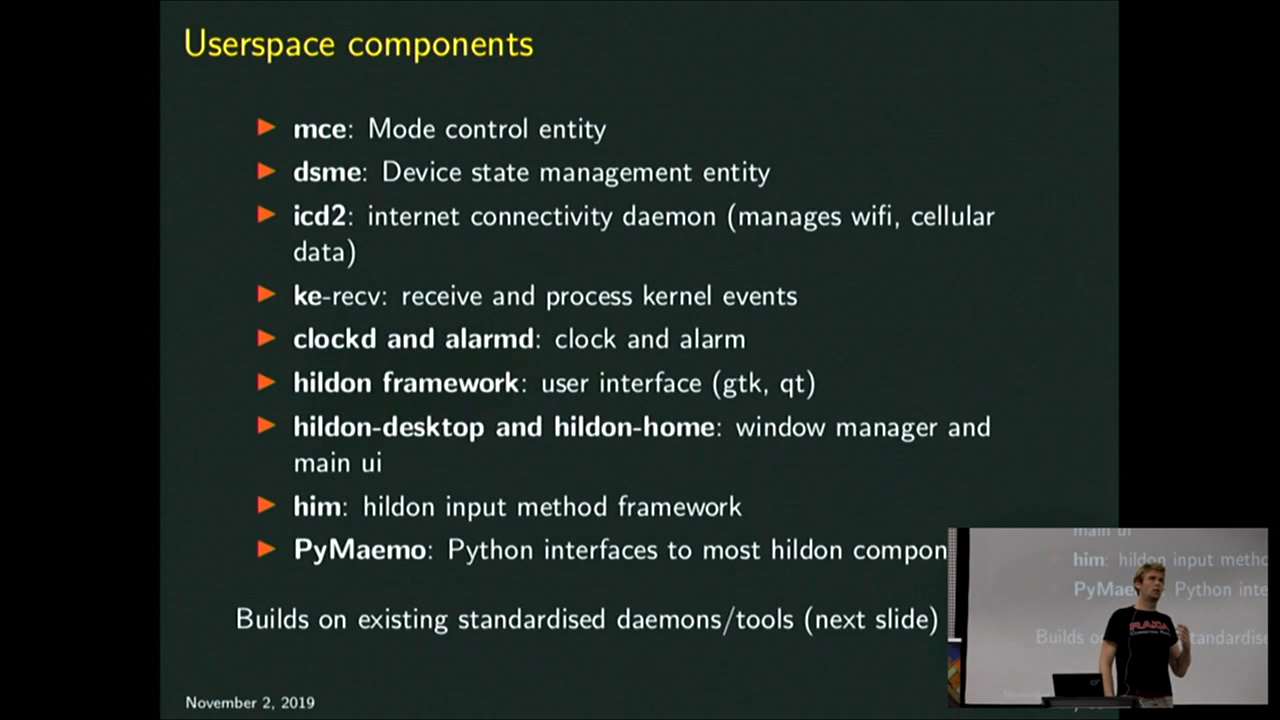 Userspace components
▶ mce: Mode control entity
▶ dsme: Device state management entity
▶ icd2: internet connectivity daemon (manages wifi, cellular
data)
▶ ke-recv: receive and process kernel events
▶ clockd and alarmd: clock and alarm
▶ hildon framework: user interface (gtk, qt)
▶ hildon-desktop and hildon-home: window manager and
main ui
▶ him: hildon input method framework
▶ PyMaemo: Python interfaces to most hildon compon
Builds on existing standardised daemons/tools (next slide)
November 2, 2019
main ui
him: hildon input metho
PyMae Python inte
Builds o tandardise